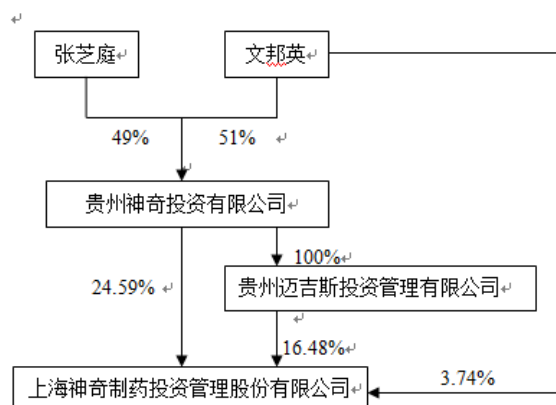 张芝庭
文邦英
49%
51%
贵州神奇投资有限公司
100%
24.59%
贵州迈吉斯投资管理有限公司
16.48%
3.74%
上海神奇制药投资管理股份有限公司